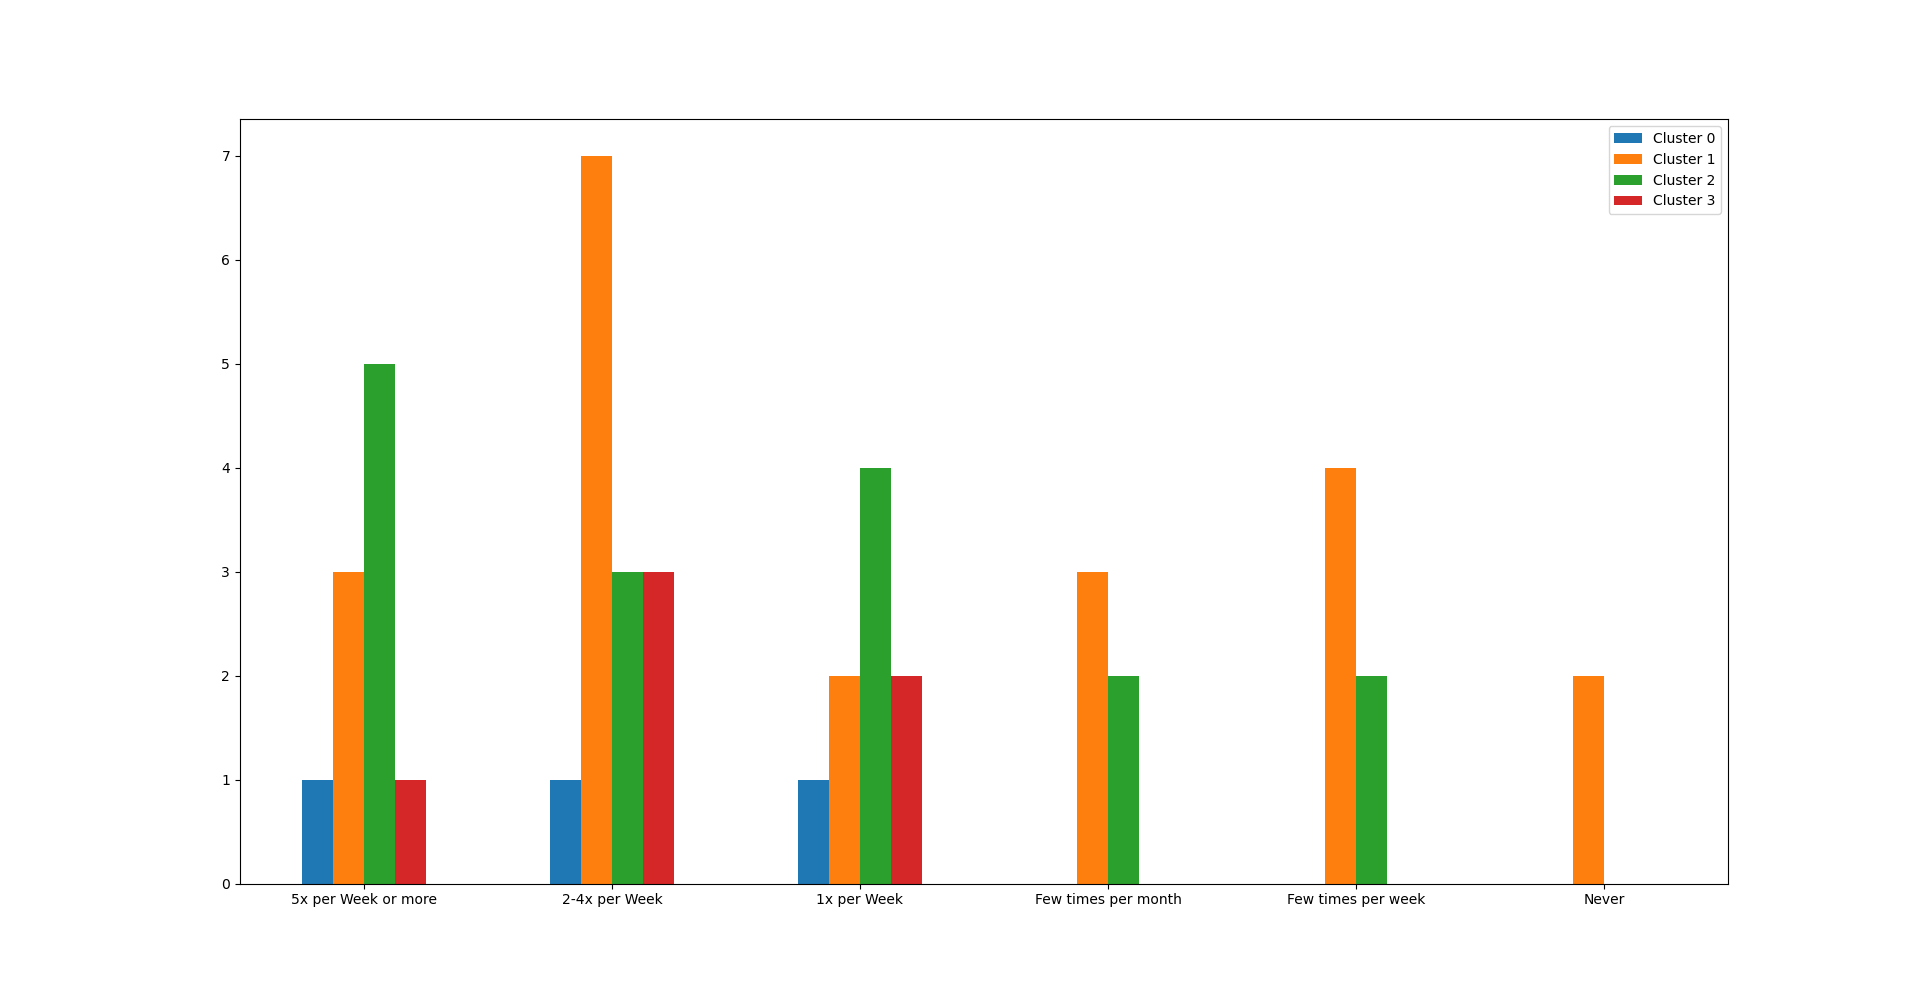 Cluster 0
Cluster 1
Cluster 2
Cluster 3
7
6
5
4
3
2
1
0
5x per Week or more
2-4x per Week
1x per Week
Few times per month
Few times per week
Never